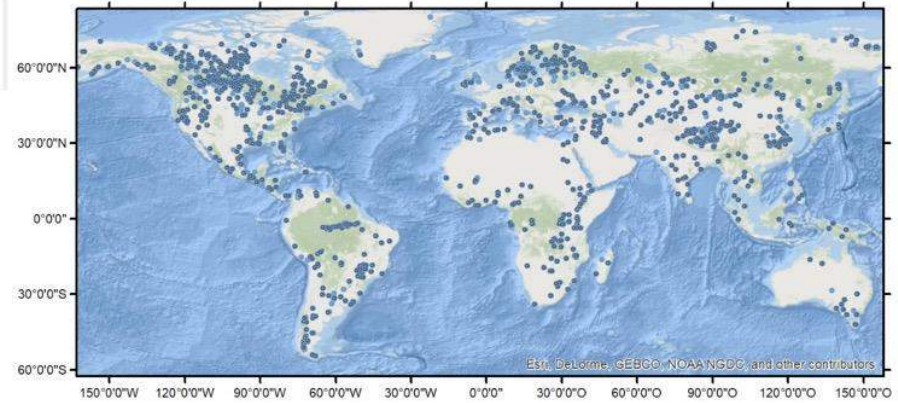 60°0'0"N
30°0'0"N
0°0'0"
30°0'0"S
60°0'0"S
Esri, DeLorme, GEBCO, NOAA NGDC, and other contributors
150°0'0"O 120°0'0"O 90°0'0"O 60°0'0"O 30°0'0"O 0°0'0" 30°0'0"O 60°0'0"O 90°0'0"O 120°0'0"O 150°0'0"O